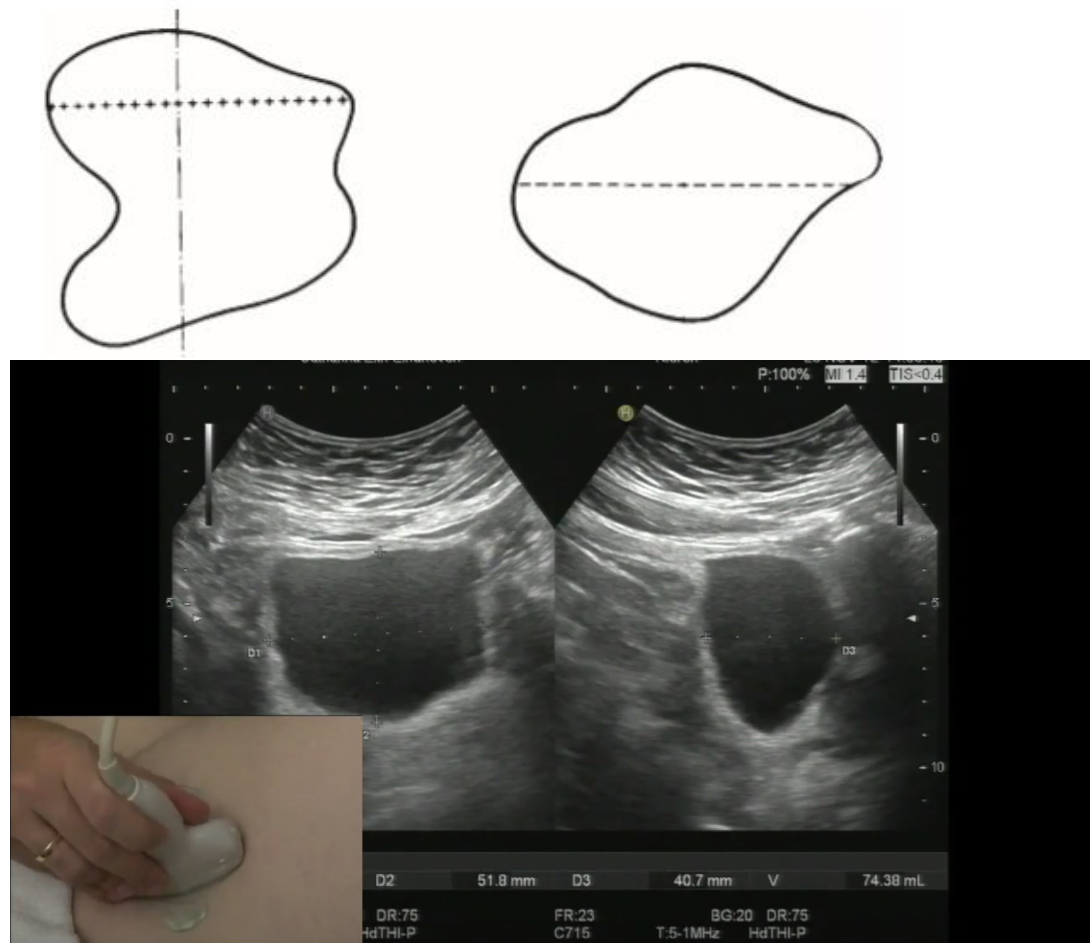 P:100% MI 1.4 TIS<0.4
H H
0 0
5 5
D1 D3
2
10
D2 51.8 mm D3 40.7 mm V 74.38 mL
DR:75 FR:23 BG:20 DR:75
HdTHI-P C715 T:5-1MHz HdTHI-P